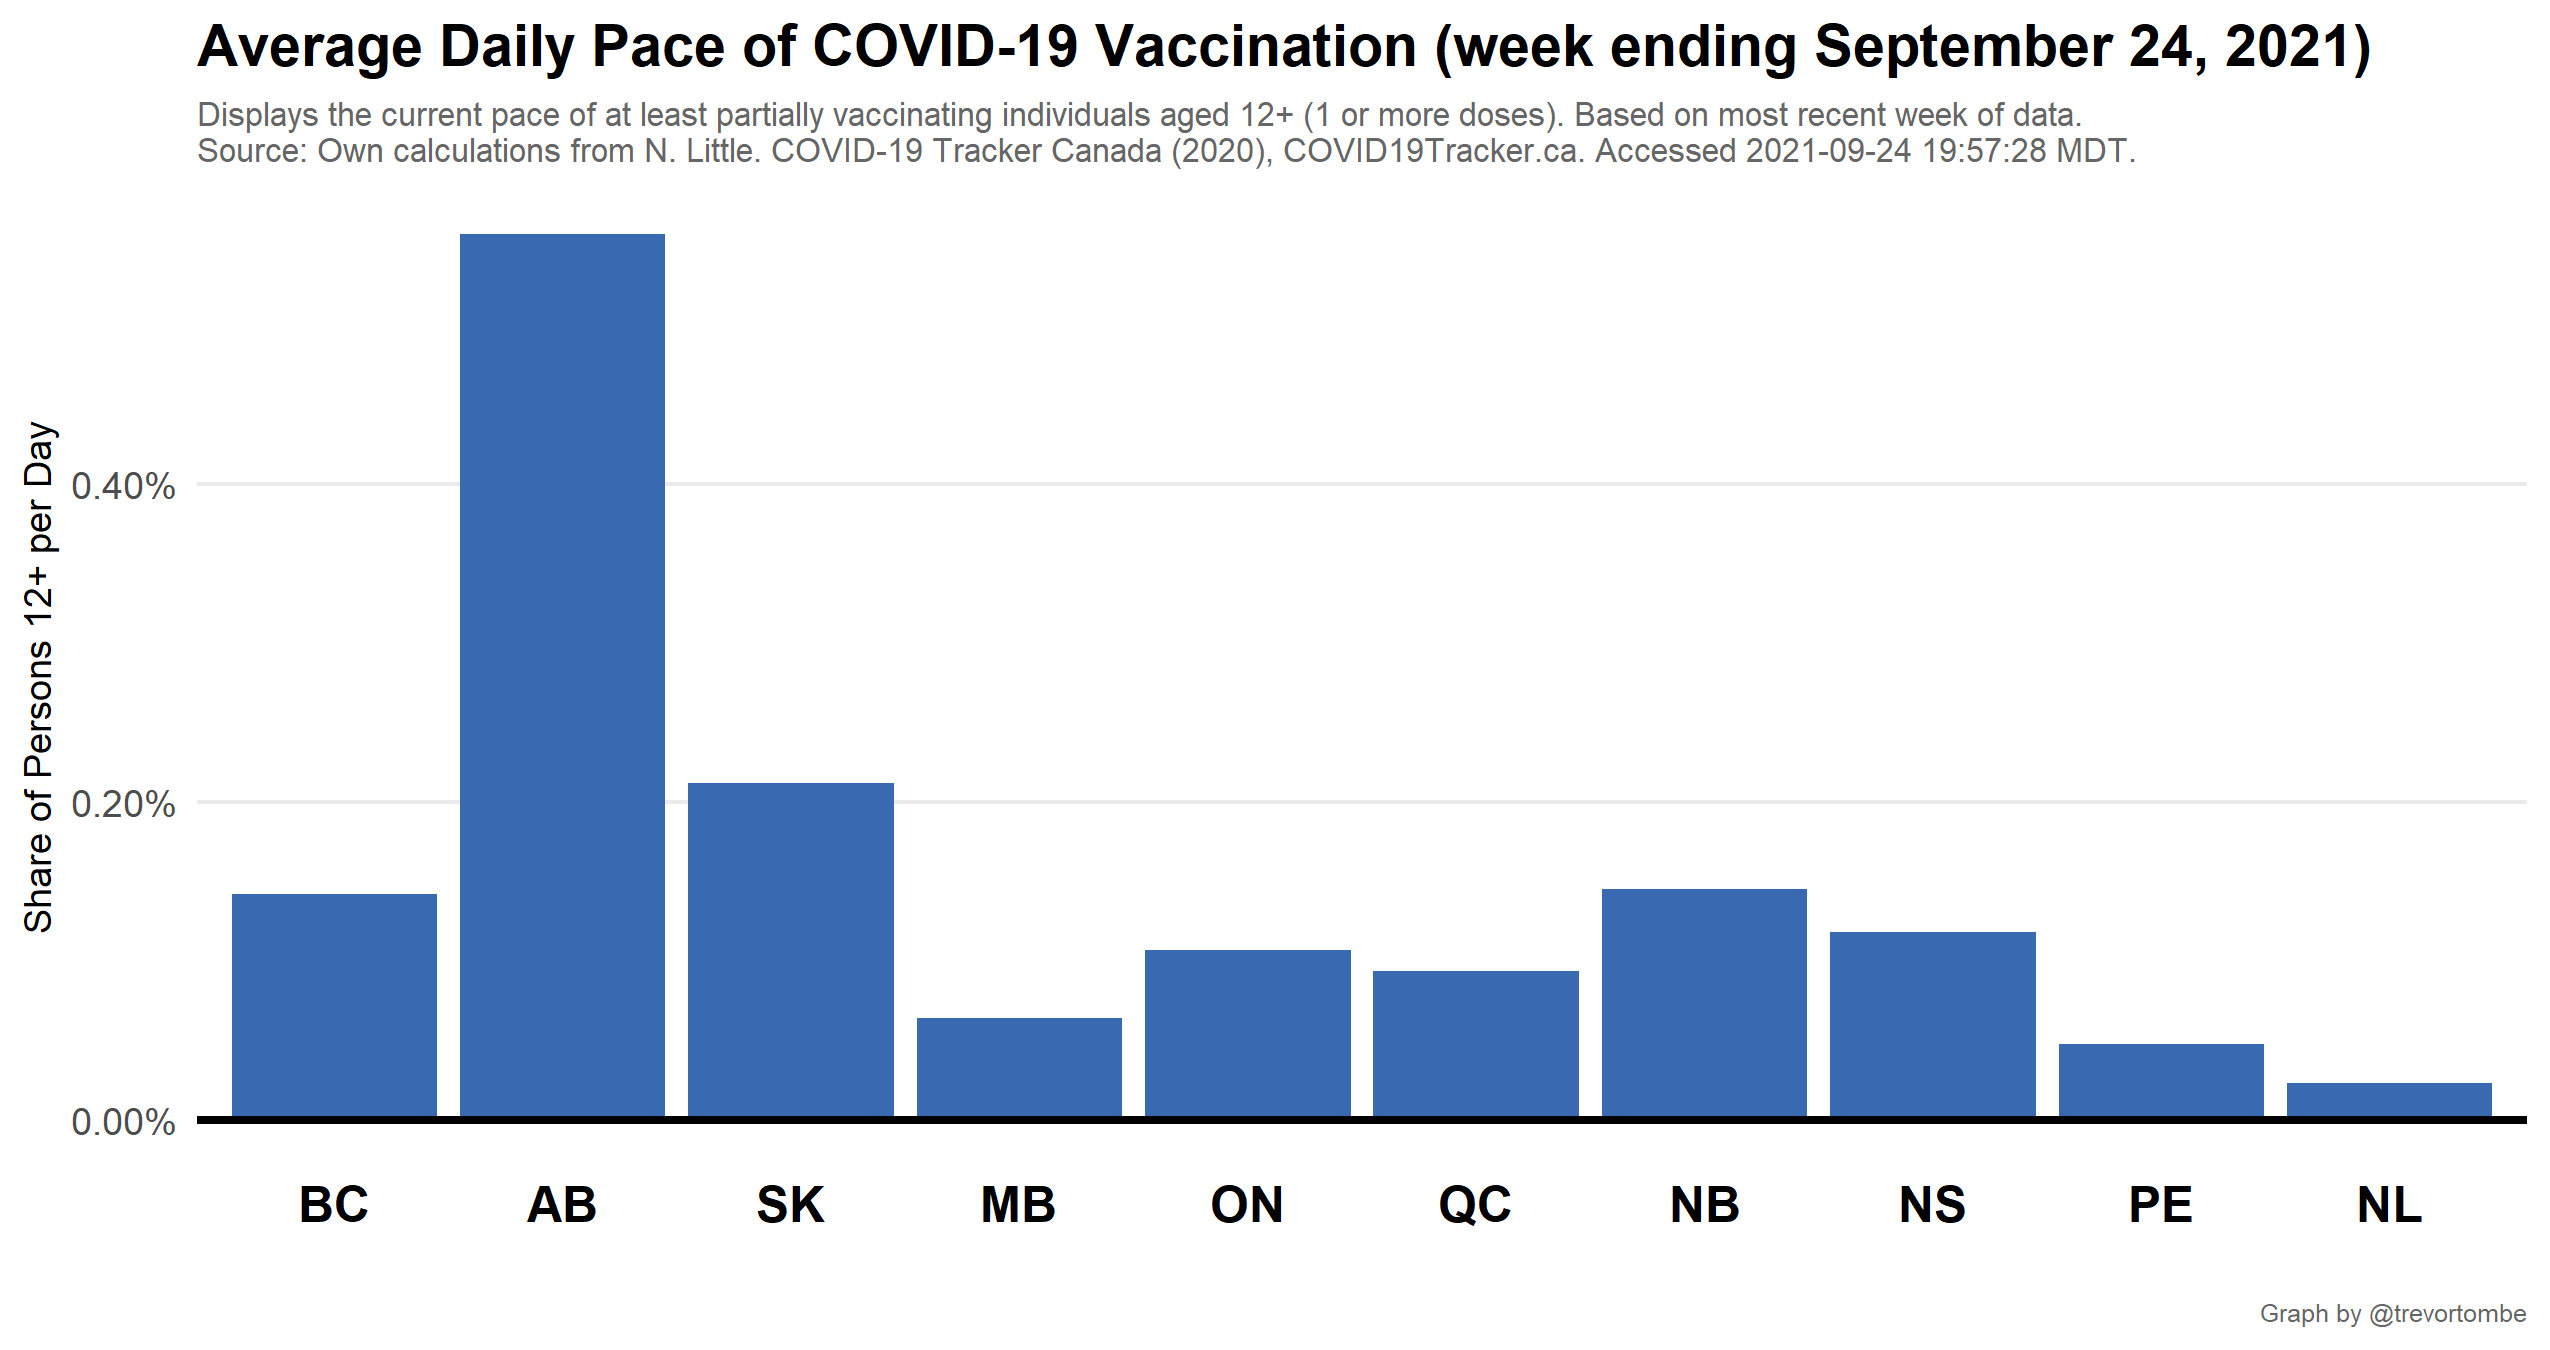 Average Daily Pace of COVID-19 Vaccination (week ending September 24, 2021)
Displays the current pace of at least partially vaccinating individuals aged 12+ (1 or more doses). Based on most recent week of data.
Source: Own calculations from N. Little. COVID-19 Tracker Canada (2020), COVID19Tracker.ca. Accessed 2021-09-24 19:57:28 MDT.
Share of Persons 12+ per Day
0.40%
0.20%
0.00%
BC AB SK MB ON QC NB NS PE NL
Graph by @trevortombe